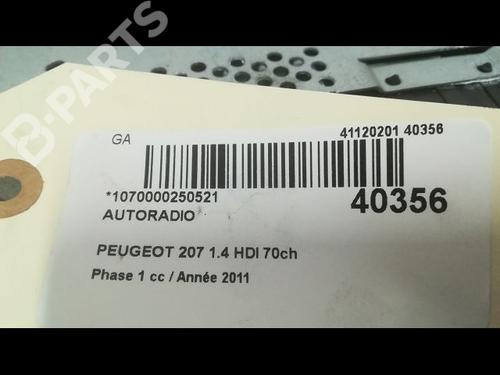 B-PARTS
GA
41120201 40356
*1070000250521
40356
AUTORADIO
PEUGEOT 207 1.4 HDI 70ch
Phase 1 cc / Année 2011